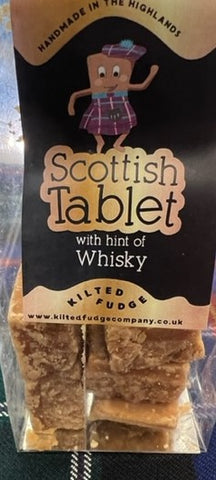 HANDMADE IN THE HIGHLANDS
Scottish
Tablet
with hint of
Whisky
KILTED
FUDGE
www.kiltedfudgecompany.co.uk